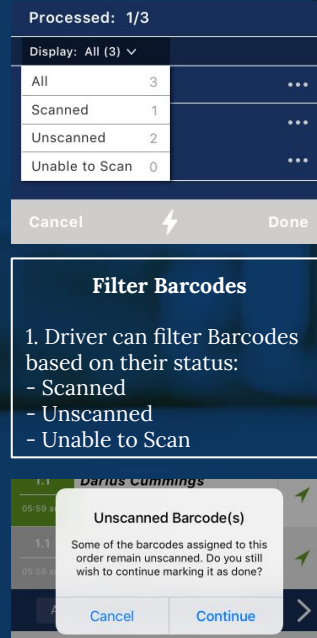 Processed: 1/3
Display: All (3)
All 3
Scanned 1
Unscanned 2
Unable to Scan 0
Cancel Done
Filter Barcodes
1. Driver can filter Barcodes
based on their status:
- Scanned
- Unscanned
- Unable to Scan
1.1 Darius Cummings
05:59 a
Unscanned Barcode(s)
1.1
Some of the barcodes assigned to this
order remain unscanned. Do you still
05:59 a
wish to continue marking it as done?
A
Cancel Continue